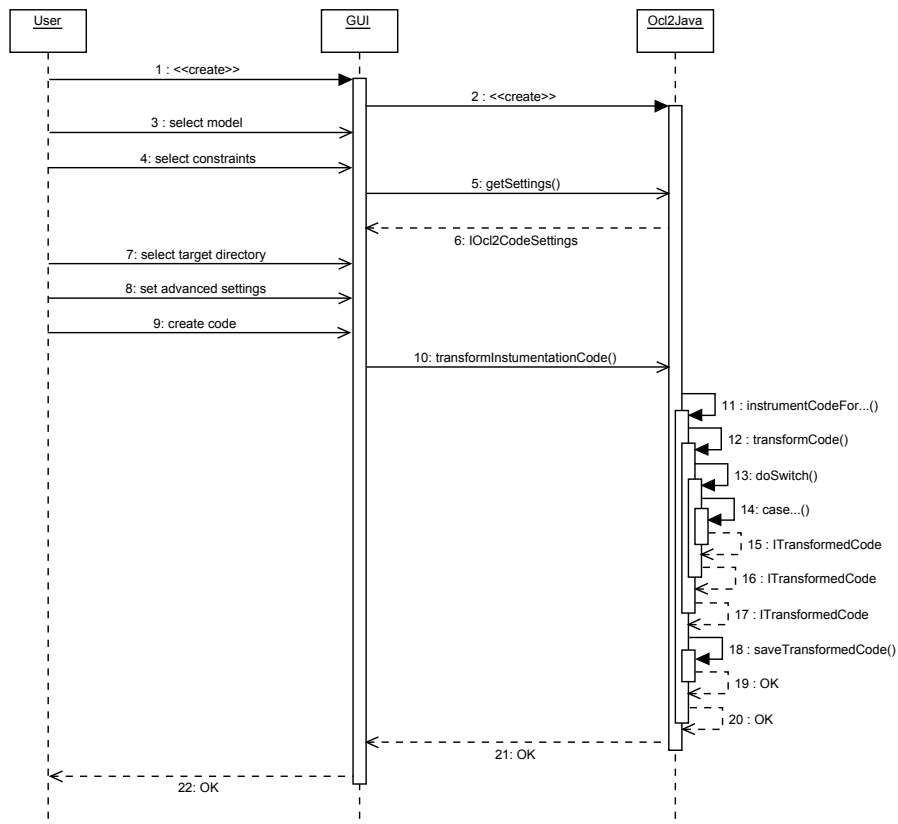 User
GUI
Ocl2Java
1 : <<create>>
2 : <<create>>
3 : select model
4: select constraints
5: getSettings()
6: IOcl2CodeSettings
7: select target directory
8: set advanced settings
9: create code
10: transformInstumentationCode()
11 : instrumentCodeFor...()
12 : transformCode()
13: doSwitch()
14: case...()
15 : ITransformedCode
16 : ITransformedCode
17 : ITransformedCode
18 : saveTransformedCode()
19 : OK
20 : OK
21: OK
22: OK